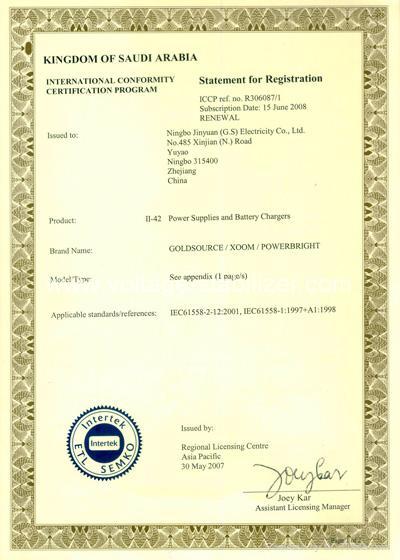 KINGDOM OF SAUDI ARABIA
INTERNATIONAL CONFORMITY
CERTIFICATION PROGRAM
Statement for Registration
ICCP ref. no. R306087/1
Subscription Date: 15 June 2008
RENEWAL
Issued to:
Ningbo Jinyuan (G.S) Electricity Co., Ltd.
No.485 Xinjian (N.) Road
Yuyao
Ningbo 315400
Zhejiang
China
Product:
II-42 Power Supplies and Battery Chargers
Brand Name:
GOLDSOURCE / XOOM / POWERBRIGHT
Model/Type:
See appendix (1 page/s)
Applicable standards/references:
IEC61558-2-12:2001, IEC61558-1:1997+A1:1998
Intertek
Intertek
ETL SEMKO
Issued by:
Regional Licensing Centre
Asia Pacific
30 May 2007
Joey Kar
Joey Kar
Assistant Licensing Manager
Page 1 of 2